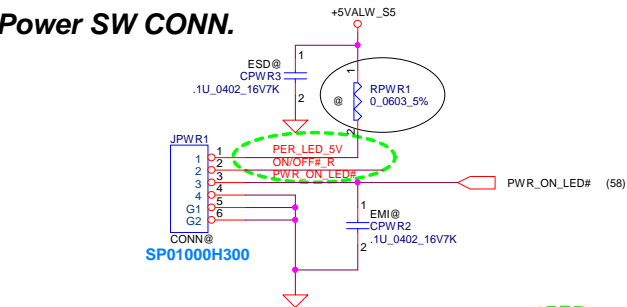 Power SW CONN.
+5VALW_S5
1
ESD@
CPWR3
.1U_0402_16V7K
2
1
@
RPWR1
0_0603_5%
2
JPWR1
1
2
3
4
G1
G2
1
2
3
4
5
6
PER_LED_5V
ON/OFF#_R
PWR_ON_LED#
PWR_ON_LED#
(58)
CONN@
SP01000H300
1
EMI@
CPWR2
.1U_0402_16V7K
2